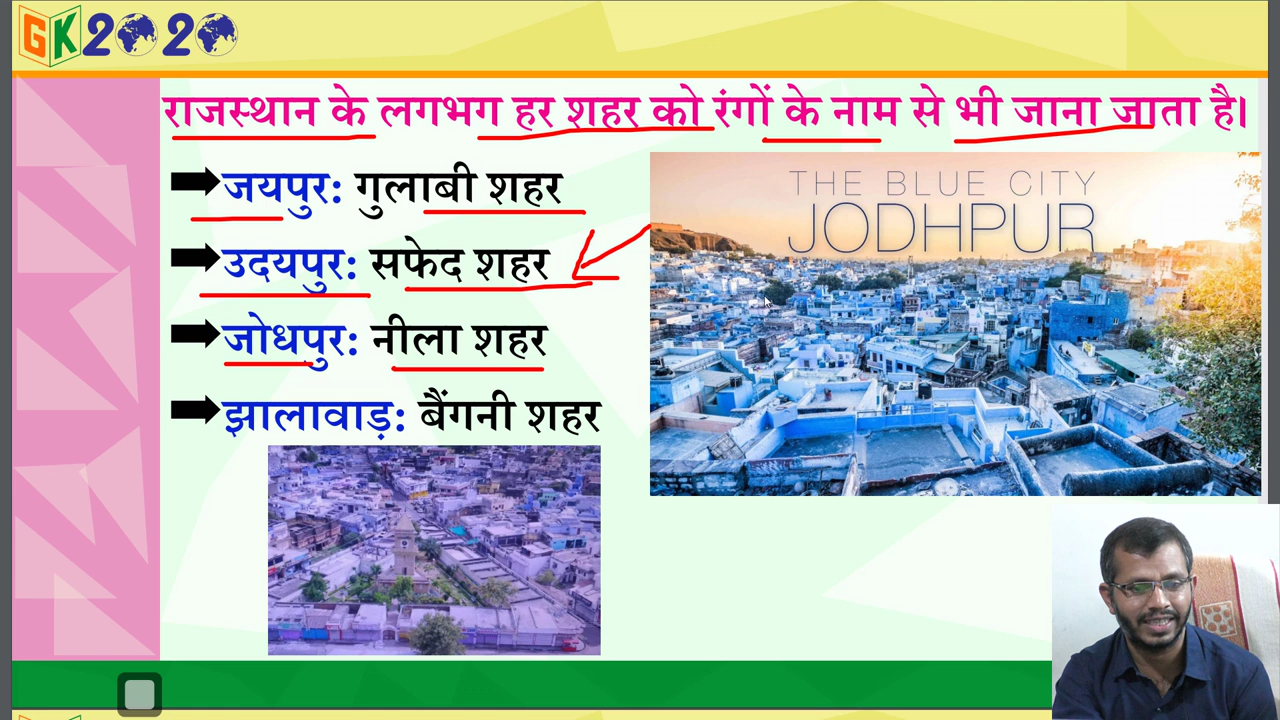 GK2020
राजस्थान के लगभग हर शहर को रंगों के नाम से भी जाना जाता है।
जयपुर: गुलाबी शहर
उदयपुर: सफेद शहर
जोधपुर: नीला शहर
झालावाड़: बैंगनी शहर
THE BLUE CITY
JODHPUR